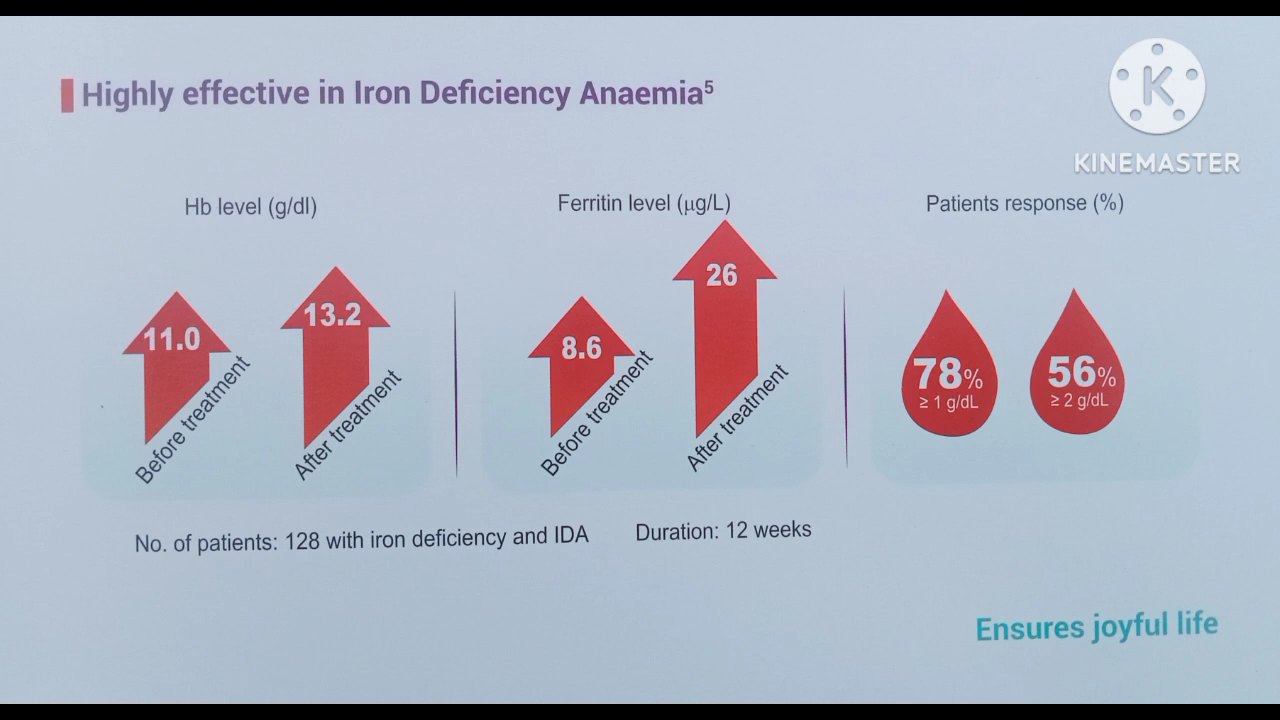 Highly effective in Iron Deficiency Anaemia⁵
K
KINEMASTER
Hb level (g/dl)
11.0
Before treatment
13.2
After treatment
Ferritin level (μg/L)
8.6
Before treatment
26
After treatment
Patients response (%)
78%
≥ 1 g/dL
56%
≥ 2 g/dL
No. of patients: 128 with iron deficiency and IDA
Duration: 12 weeks
Ensures joyful life